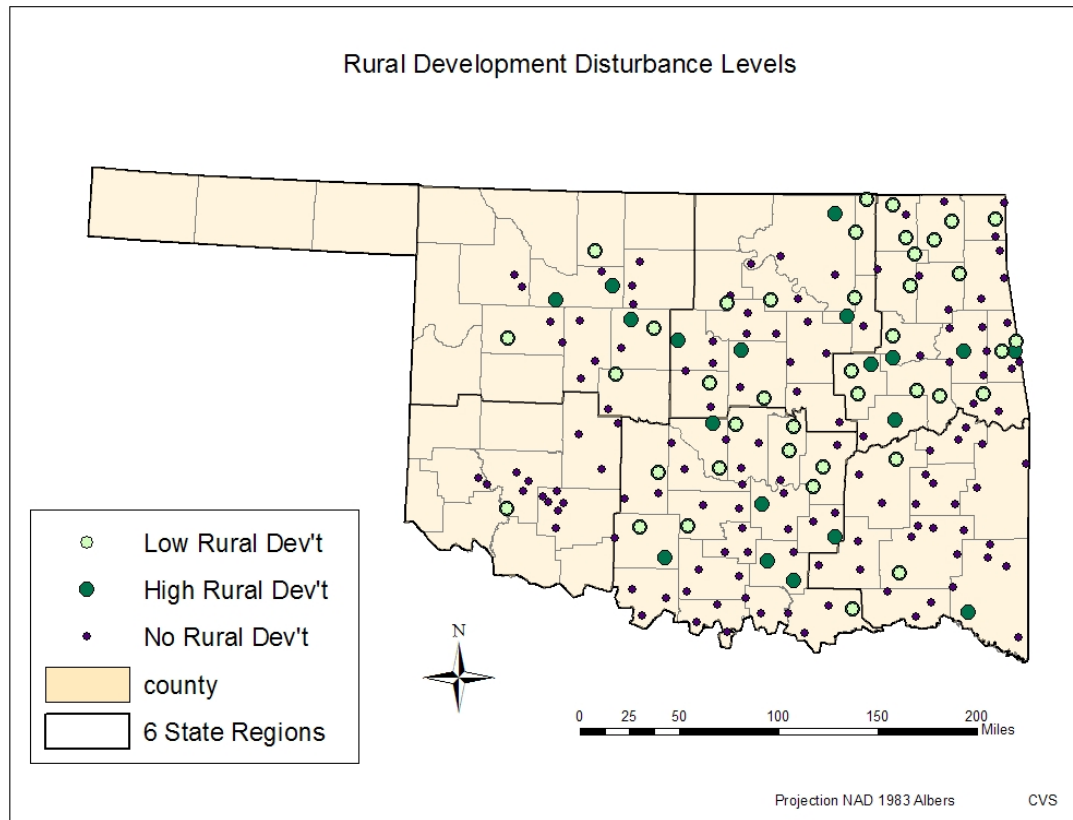 Rural Development Disturbance Levels
Low Rural Dev't
High Rural Dev't
No Rural Dev't
county
6 State Regions
N
0 25 50 100 150 200
Miles
Projection NAD 1983 Albers CVS